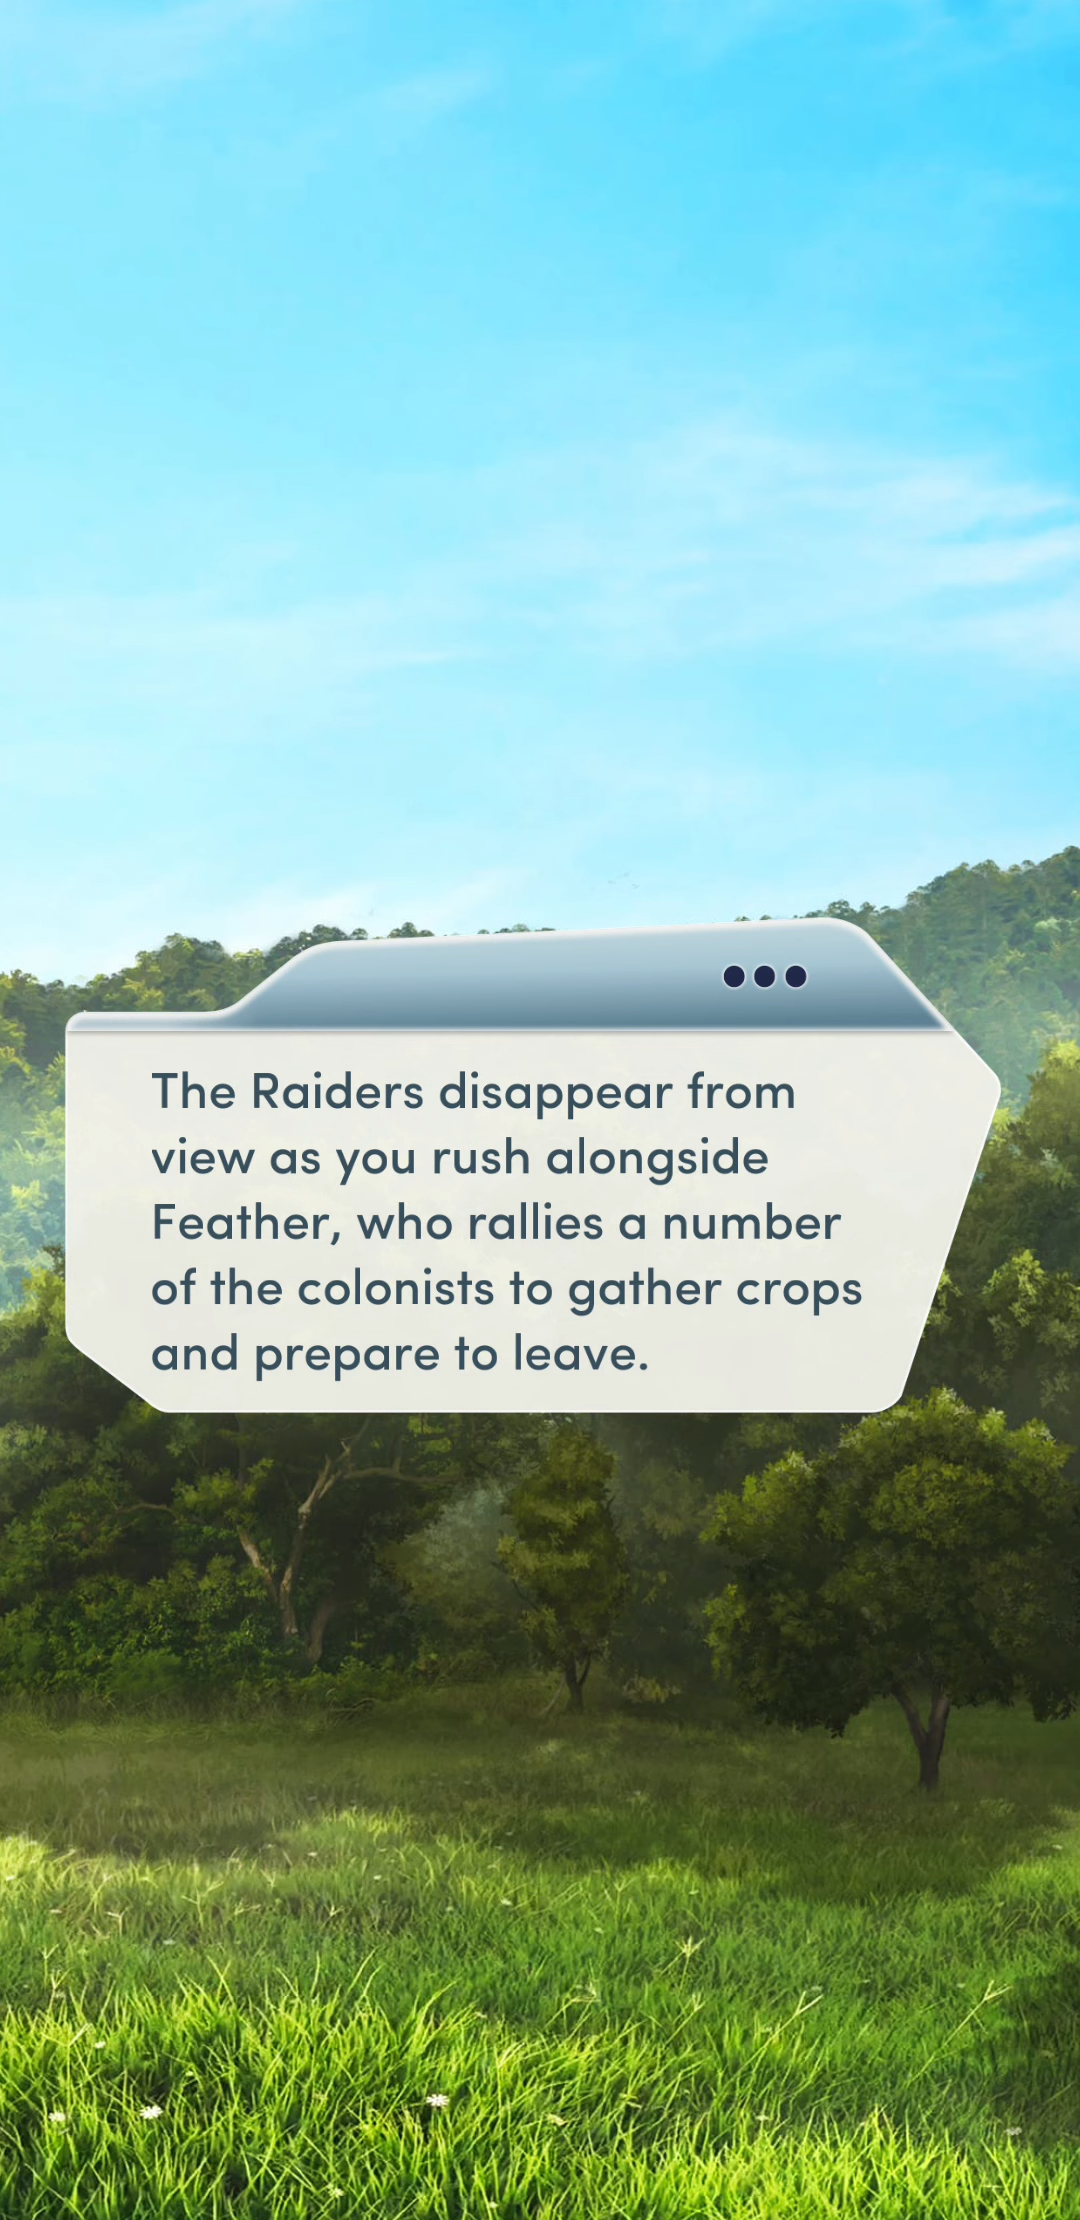 The Raiders disappear from
view as you rush alongside
Feather, who rallies a number
of the colonists to gather crops
and prepare to leave.